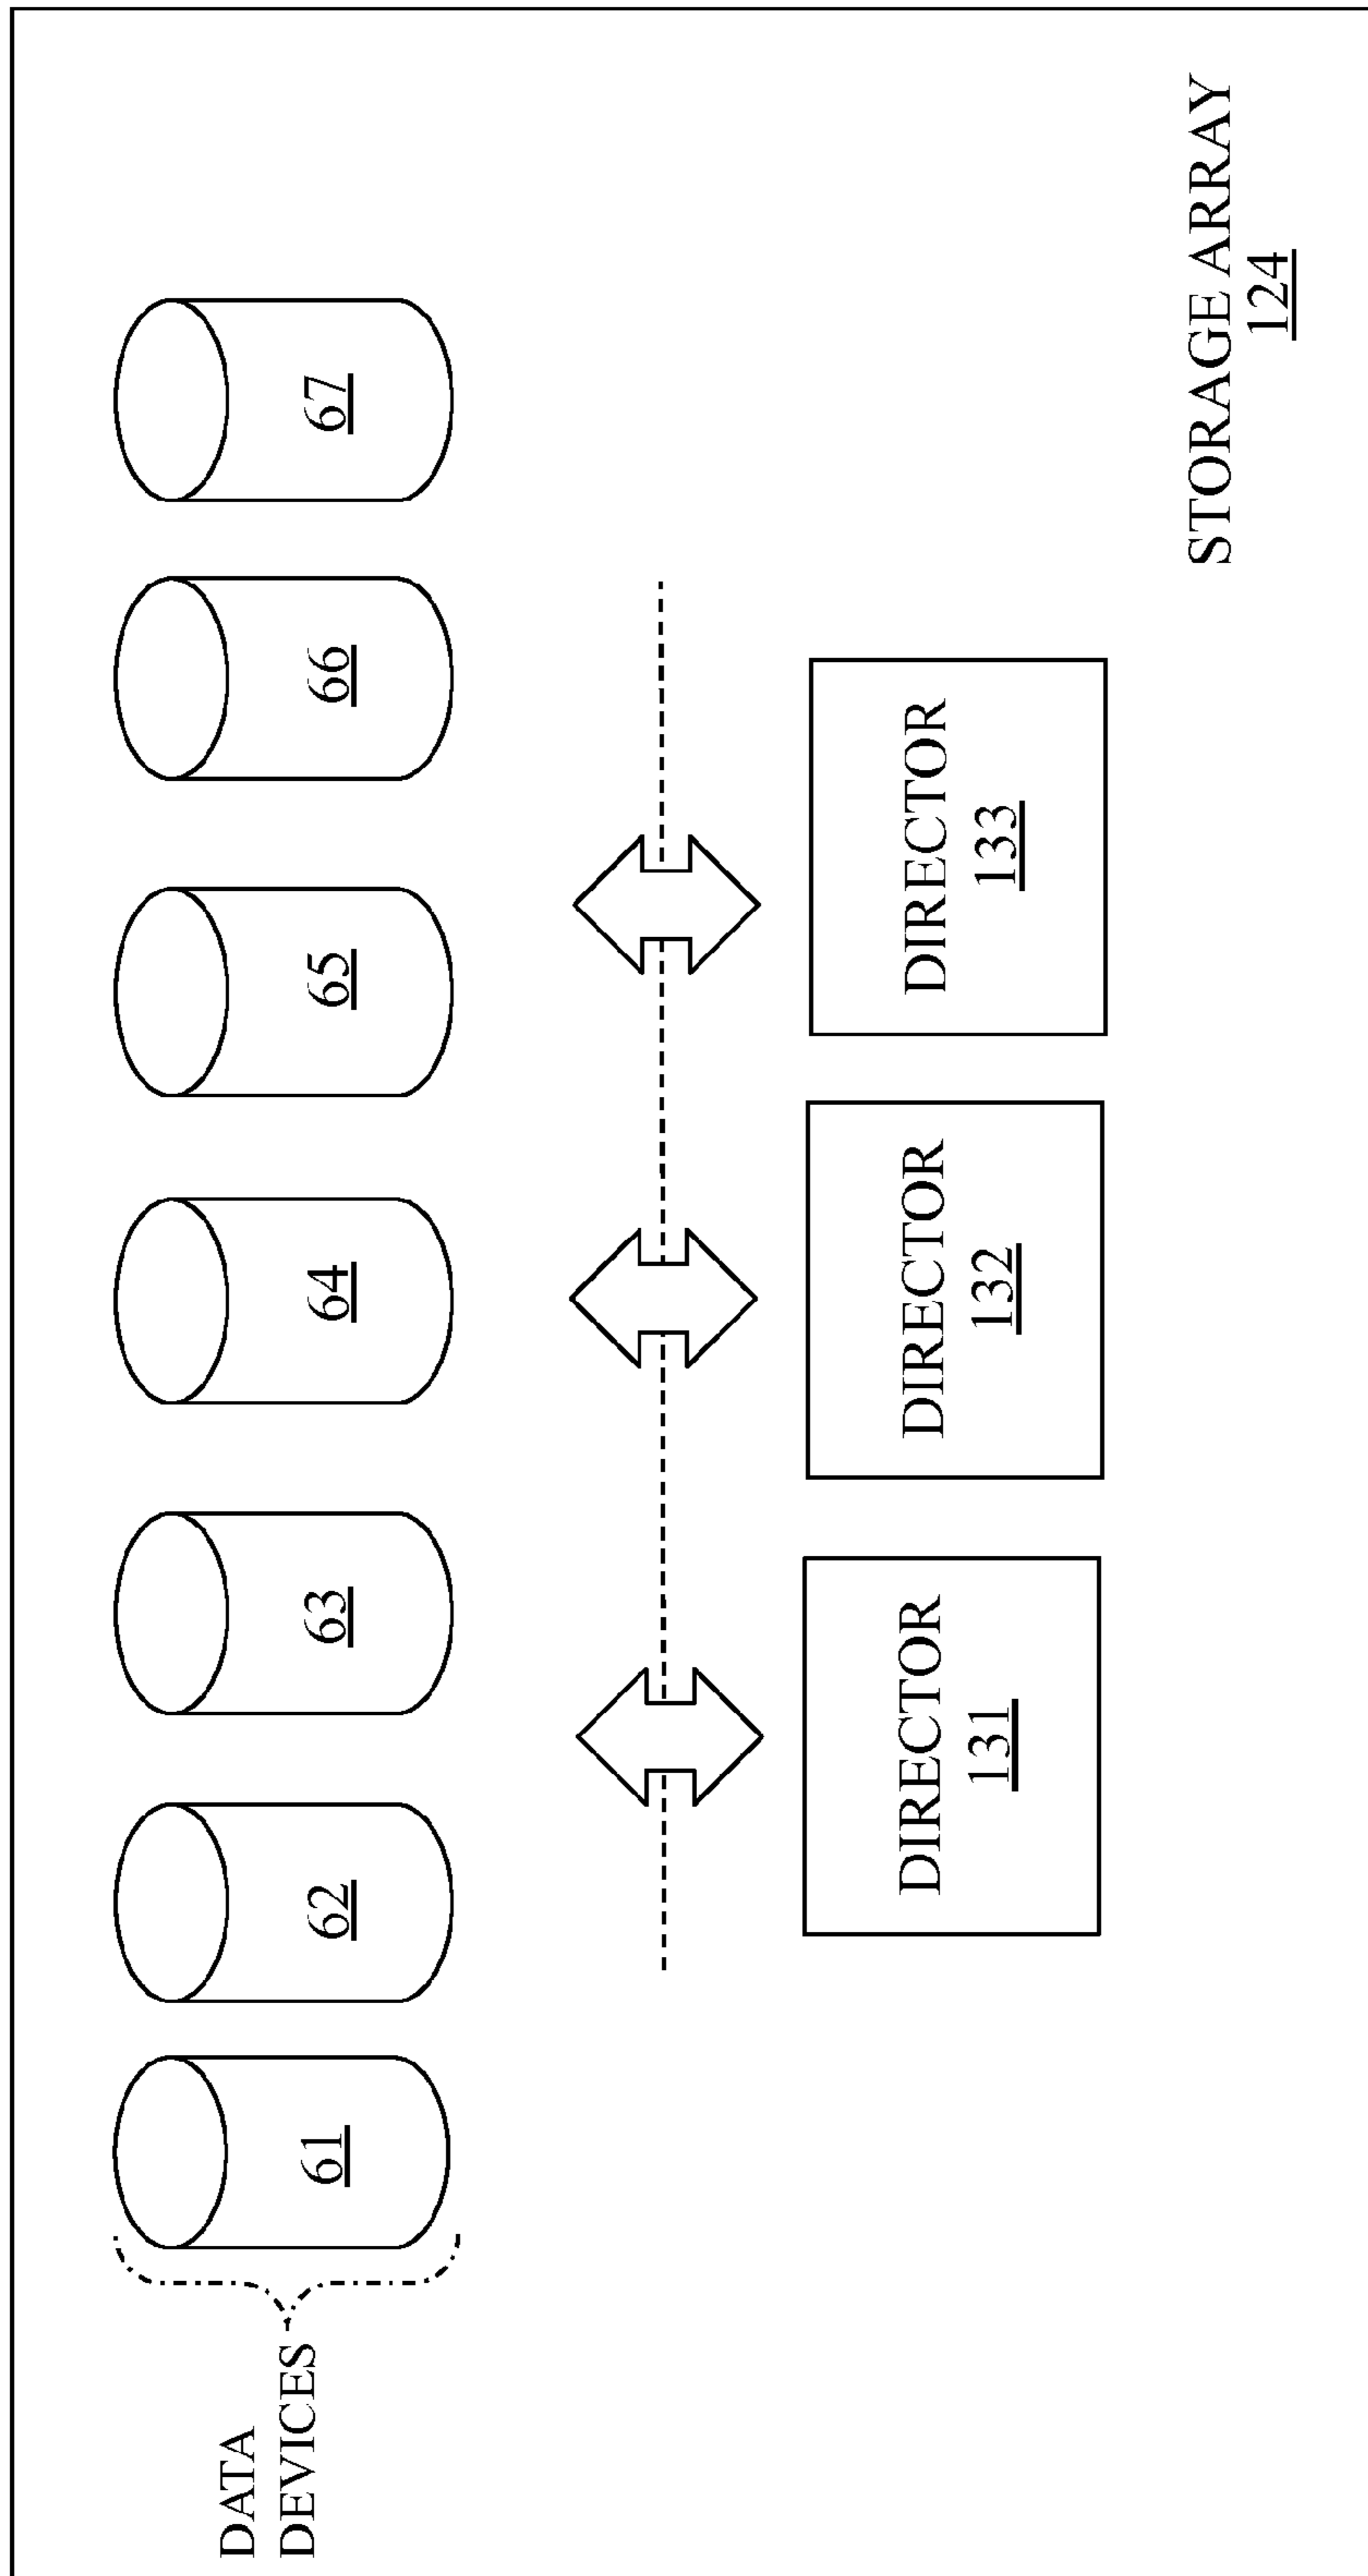 DATA
DEVICES
61
62
63
64
65
66
67
DIRECTOR
131
DIRECTOR
132
DIRECTOR
133
STORAGE ARRAY
124